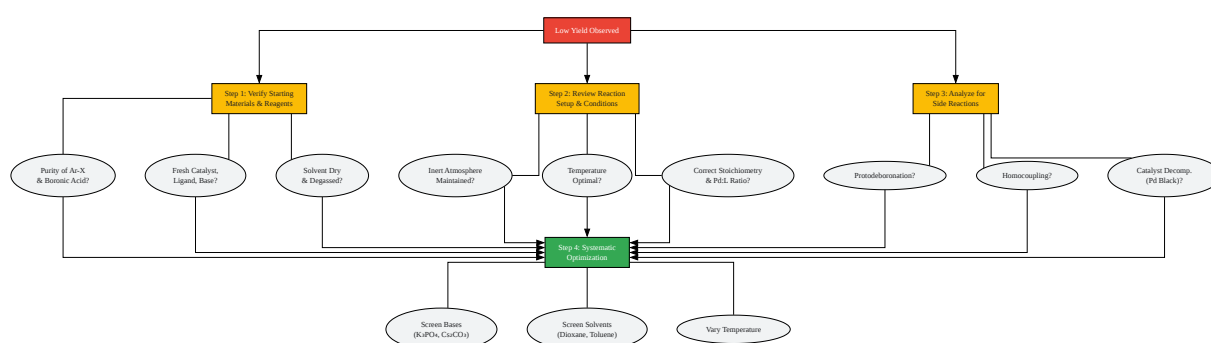 Low Yield Observed
Step 1: Verify Starting
Materials & Reagents
Step 2: Review Reaction
Setup & Conditions
Step 3: Analyze for
Side Reactions
Purity of Ar-X
& Boronic Acid?
Fresh Catalyst,
Ligand, Base?
Solvent Dry
& Degassed?
Inert Atmosphere
Maintained?
Temperature
Optimal?
Correct Stoichiometry
& Pd:L Ratio?
Protodeboronation?
Homocoupling?
Catalyst Decomp.
(Pd Black)?
Step 4: Systematic
Optimization
Screen Bases
(K₃PO₄, Cs₂CO₃)
Screen Solvents
(Dioxane, Toluene)
Vary Temperature